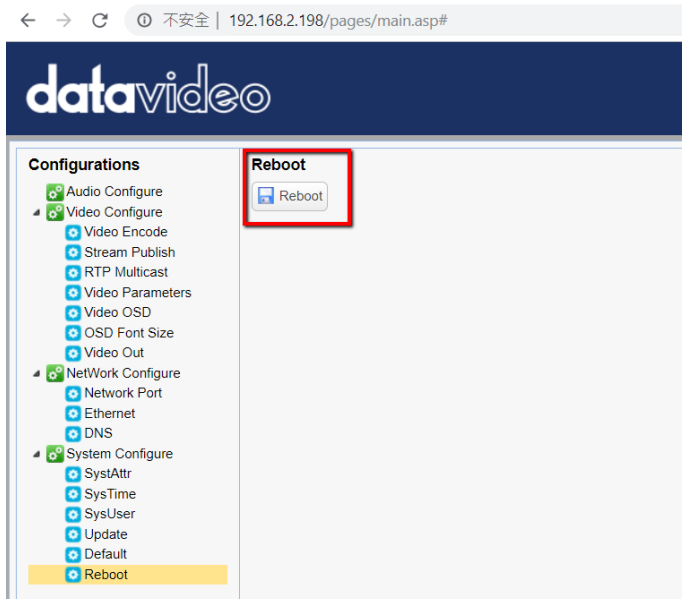 不安全 | 192.168.2.198/pages/main.asp#
datavideo
Configurations
Audio Configure
Video Configure
Video Encode
Stream Publish
RTP Multicast
Video Parameters
Video OSD
OSD Font Size
Video Out
NetWork Configure
Network Port
Ethernet
DNS
System Configure
SystAttr
SysTime
SysUser
Update
Default
Reboot
Reboot
Reboot